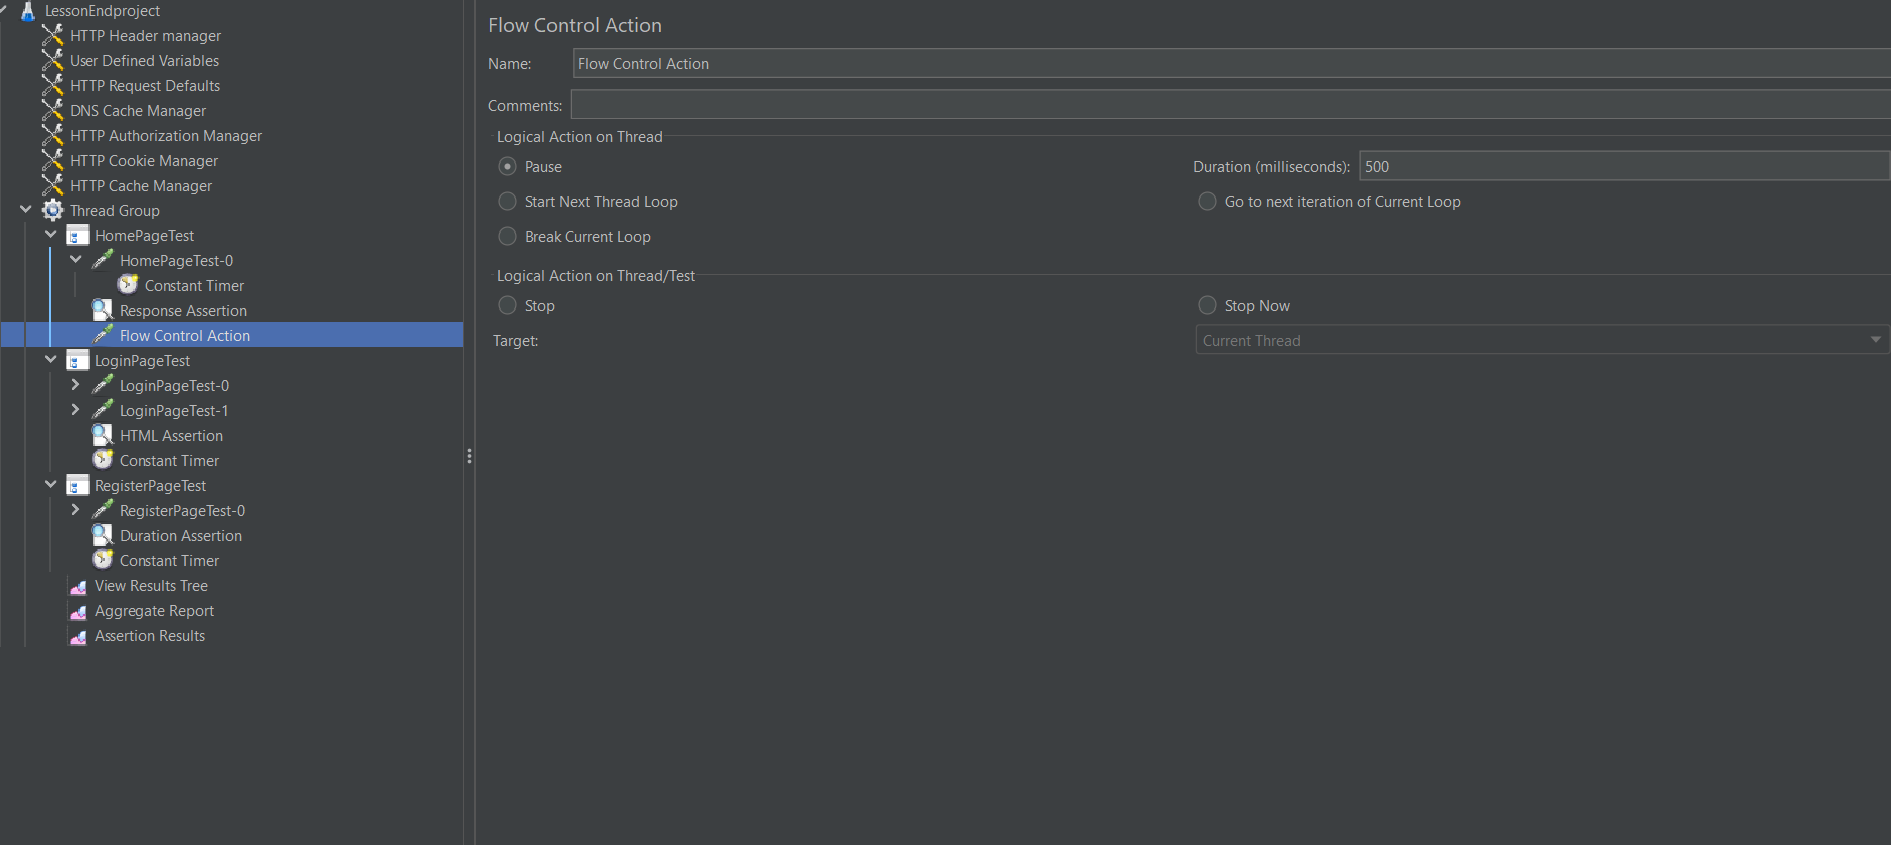 LessonEndproject
HTTP Header manager
User Defined Variables
HTTP Request Defaults
DNS Cache Manager
HTTP Authorization Manager
HTTP Cookie Manager
HTTP Cache Manager
Thread Group
HomePageTest
HomePageTest-0
Constant Timer
Response Assertion
Flow Control Action
LoginPageTest
LoginPageTest-0
LoginPageTest-1
HTML Assertion
Constant Timer
RegisterPageTest
RegisterPageTest-0
Duration Assertion
Constant Timer
View Results Tree
Aggregate Report
Assertion Results
Flow Control Action
Name: Flow Control Action
Comments:
Logical Action on Thread
Pause Duration (milliseconds): 500
Start Next Thread Loop Go to next iteration of Current Loop
Break Current Loop
Logical Action on Thread/Test
Stop Stop Now
Target: Current Thread